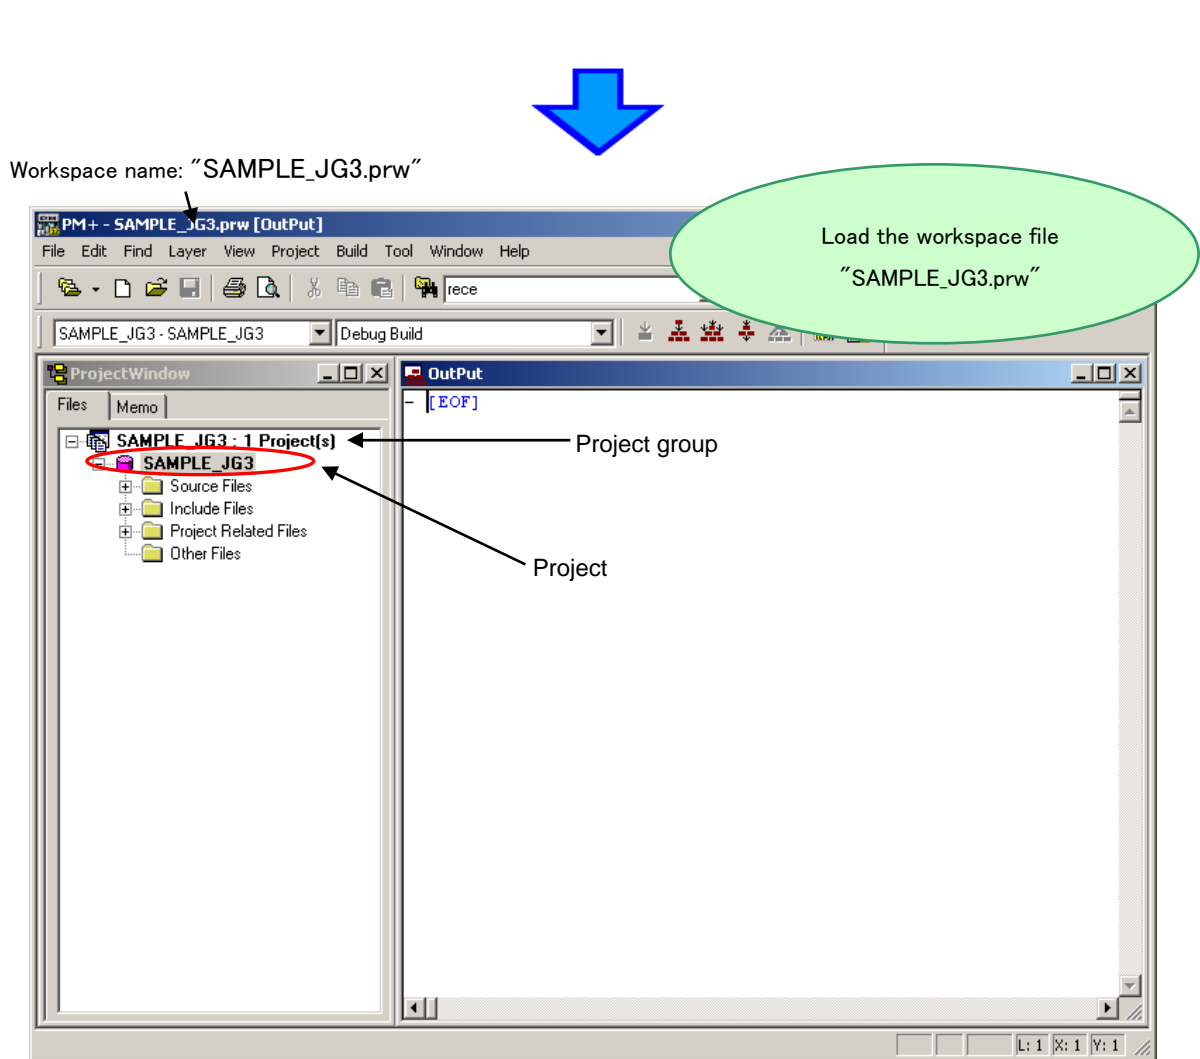 Workspace name: "SAMPLE_JG3.prw"
Load the workspace file
"SAMPLE_JG3.prw"
PM+ - SAMPLE_JG3.prw [OutPut]
File Edit Find Layer View Project Build Tool Window Help
rece
SAMPLE_JG3 - SAMPLE_JG3 Debug Build
ProjectWindow
OutPut
Files Memo
- [EOF]
SAMPLE_JG3 : 1 Project(s)
Project group
SAMPLE_JG3
Source Files
Include Files
Project Related Files
Other Files
Project
L: 1 X: 1 Y: 1